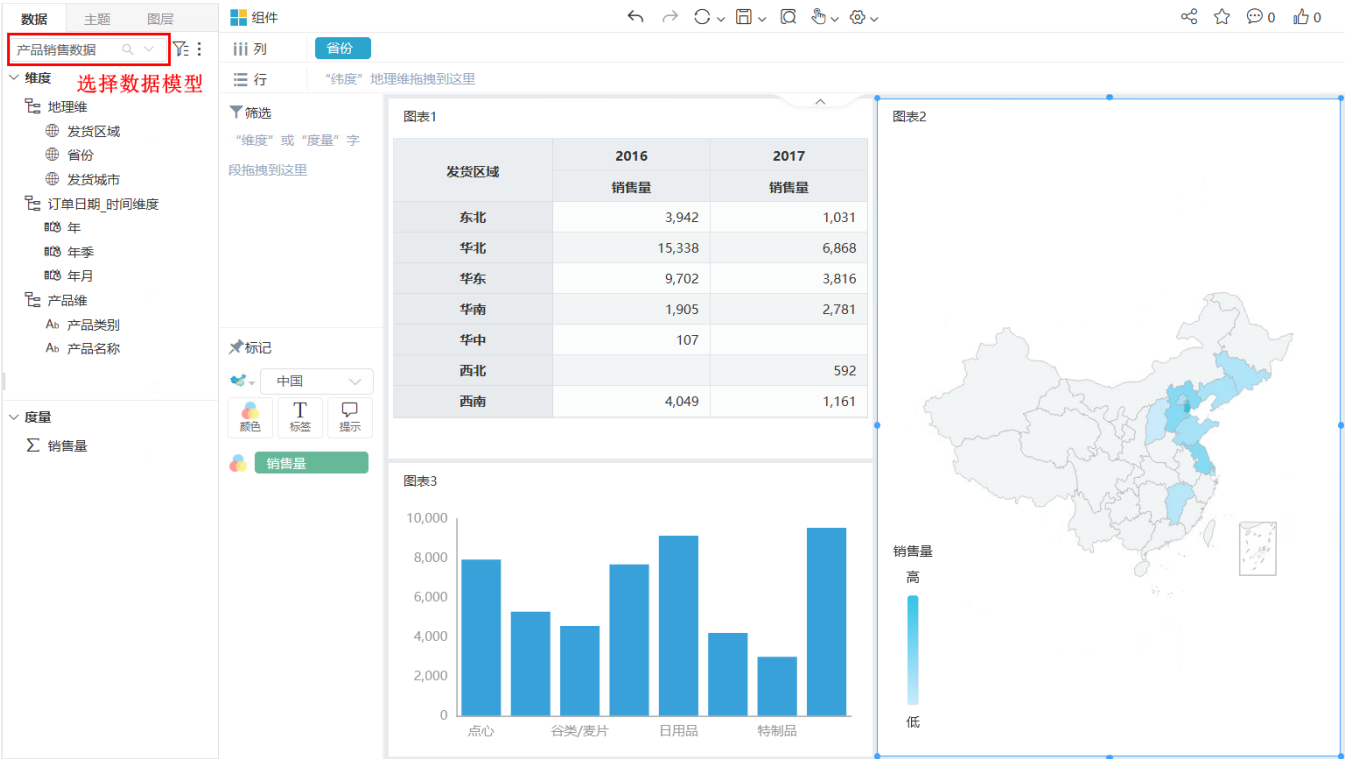 数据 主题 图层
产品销售数据
选择数据模型
维度
地理维
发货区域
省份
发货城市
订单日期_时间维度
年
年季
年月
产品维
Ab 产品类别
Ab 产品名称
度量
Σ 销售量
组件
0 0
列 省份
行 “纬度”地理维拖拽到这里
筛选
“维度”或“度量”字
段拖拽到这里
标记
中国
T
颜色 标签 提示
销售量
图表1
发货区域 2016 2017
销售量 销售量
东北 3,942 1,031
华北 15,338 6,868
华东 9,702 3,816
华南 1,905 2,781
华中 107
西北 592
西南 4,049 1,161
图表3
10,000
8,000
6,000
4,000
2,000
0
点心 谷类/麦片 日用品 特制品
图表2
销售量
高
低